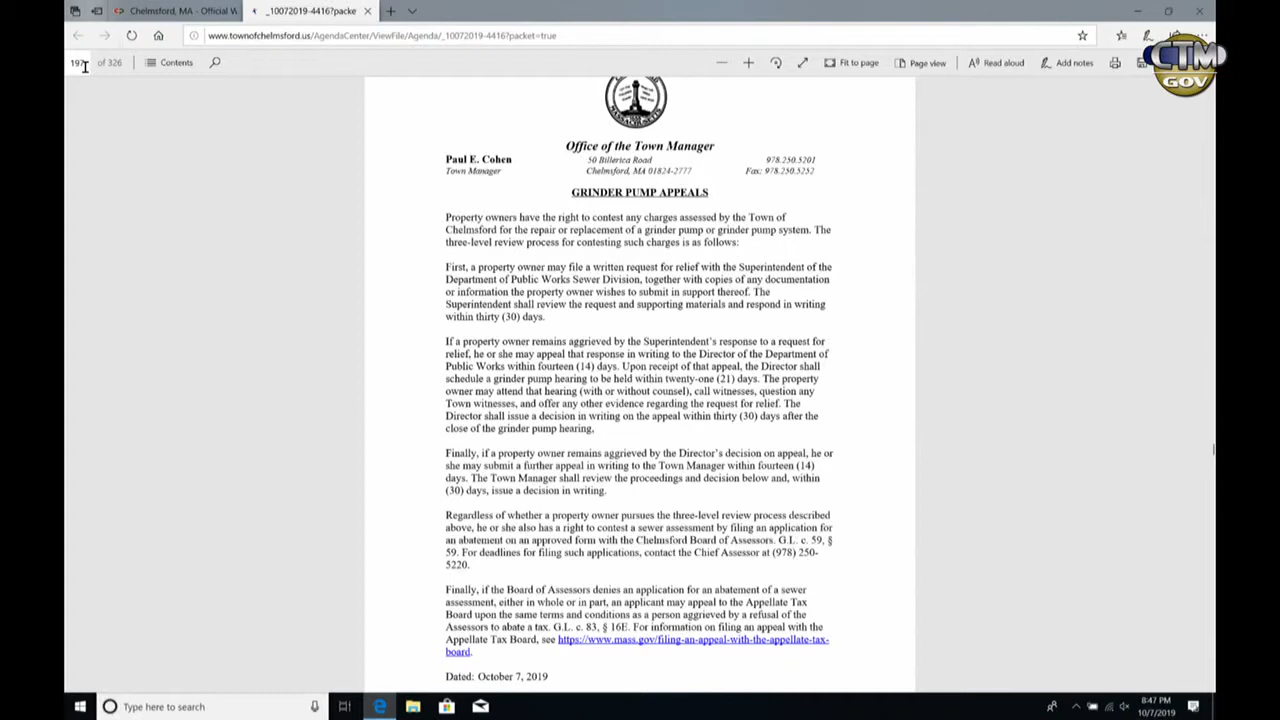 Chelmsford, MA - Official W
_10072019-4416?packe
www.townofchelmsford.us/AgendaCenter/ViewFile/Agenda/_10072019-4416?packet=true
197 of 326 Contents Fit to page Page view Read aloud Add notes
CTM
GOV
Office of the Town Manager
Paul E. Cohen 50 Billerica Road 978.250.5201
Town Manager Chelmsford, MA 01824-2777 Fax: 978.250.5252
GRINDER PUMP APPEALS
Property owners have the right to contest any charges assessed by the Town of
Chelmsford for the repair or replacement of a grinder pump or grinder pump system. The
three-level review process for contesting such charges is as follows:
First, a property owner may file a written request for relief with the Superintendent of the
Department of Public Works Sewer Division, together with copies of any documentation
or information the property owner wishes to submit in support thereof. The
Superintendent shall review the request and supporting materials and respond in writing
within thirty (30) days.
If a property owner remains aggrieved by the Superintendent's response to a request for
relief, he or she may appeal that response in writing to the Director of the Department of
Public Works within fourteen (14) days. Upon receipt of that appeal, the Director shall
schedule a grinder pump hearing to be held within twenty-one (21) days. The property
owner may attend that hearing (with or without counsel), call witnesses, question any
Town witnesses, and offer any other evidence regarding the request for relief. The
Director shall issue a decision in writing on the appeal within thirty (30) days after the
close of the grinder pump hearing.
Finally, if a property owner remains aggrieved by the Director's decision on appeal, he or
she may submit a further appeal in writing to the Town Manager within fourteen (14)
days. The Town Manager shall review the proceedings and decision below and, within
(30) days, issue a decision in writing.
Regardless of whether a property owner pursues the three-level review process described
above, he or she also has a right to contest a sewer assessment by filing an application for
an abatement on an approved form with the Chelmsford Board of Assessors. G.L. c. 59, §
59. For deadlines for filing such applications, contact the Chief Assessor at (978) 250-
5220.
Finally, if the Board of Assessors denies an application for an abatement of a sewer
assessment, either in whole or in part, an applicant may appeal to the Appellate Tax
Board upon the same terms and conditions as a person aggrieved by a refusal of the
Assessors to abate a tax. G.L. c. 83, § 16E. For information on filing an appeal with the
Appellate Tax Board, see https://www.mass.gov/filing-an-appeal-with-the-appellate-tax-
board.
Dated: October 7, 2019
Type here to search
8:47 PM
10/7/2019